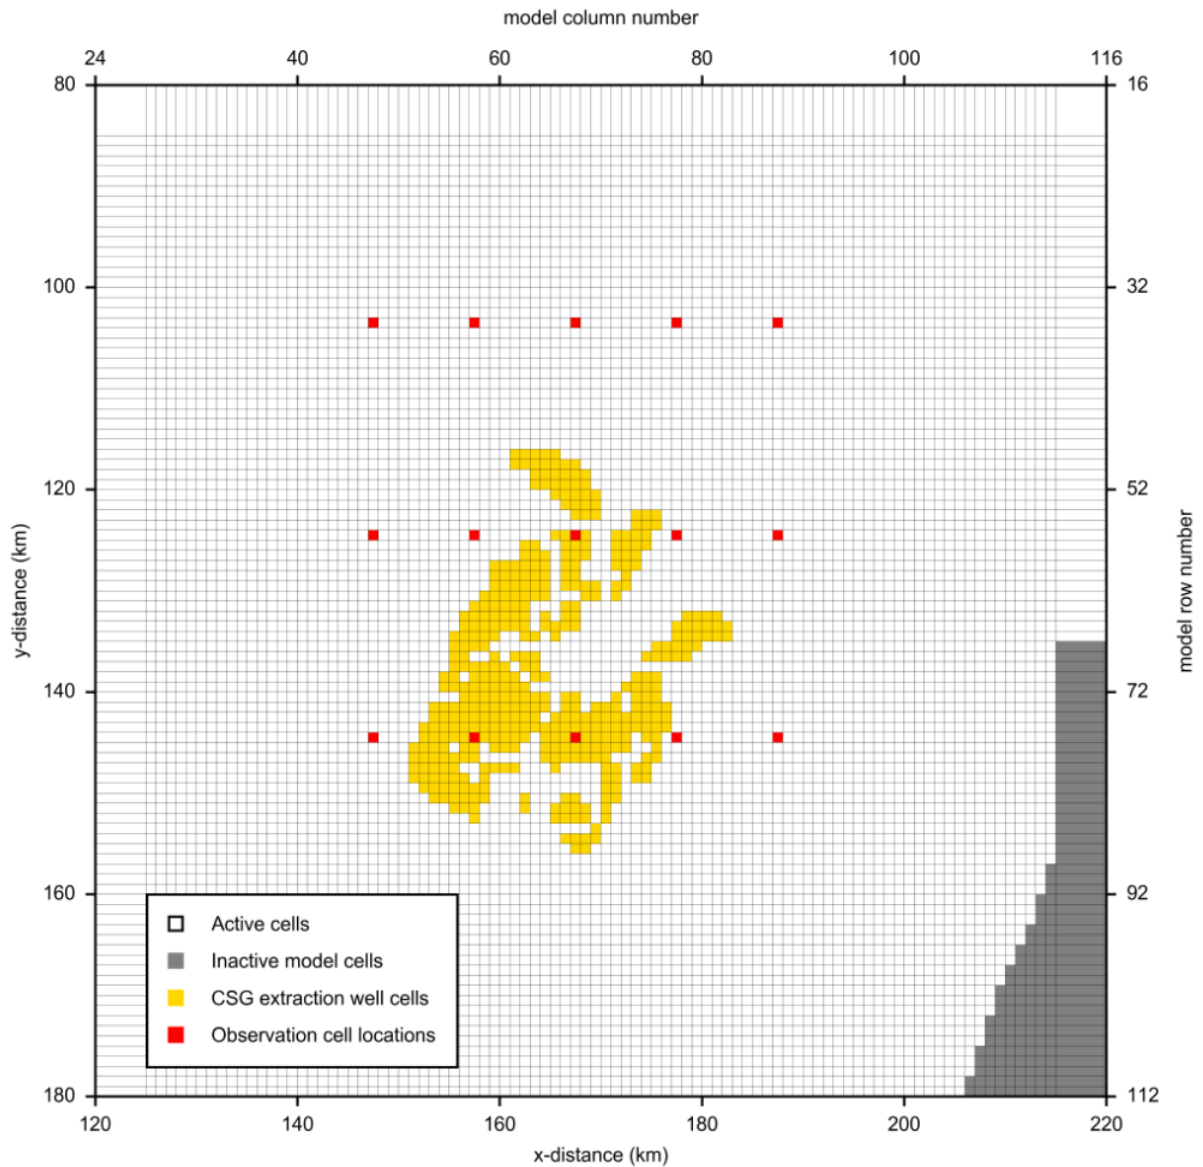 model column number
24 40 60 80 100 116
80 16
100 32
120 52
y-distance (km)
model row number
140 72
160 92
Active cells
Inactive model cells
CSG extraction well cells
Observation cell locations
180 112
120 140 160 180 200 220
x-distance (km)